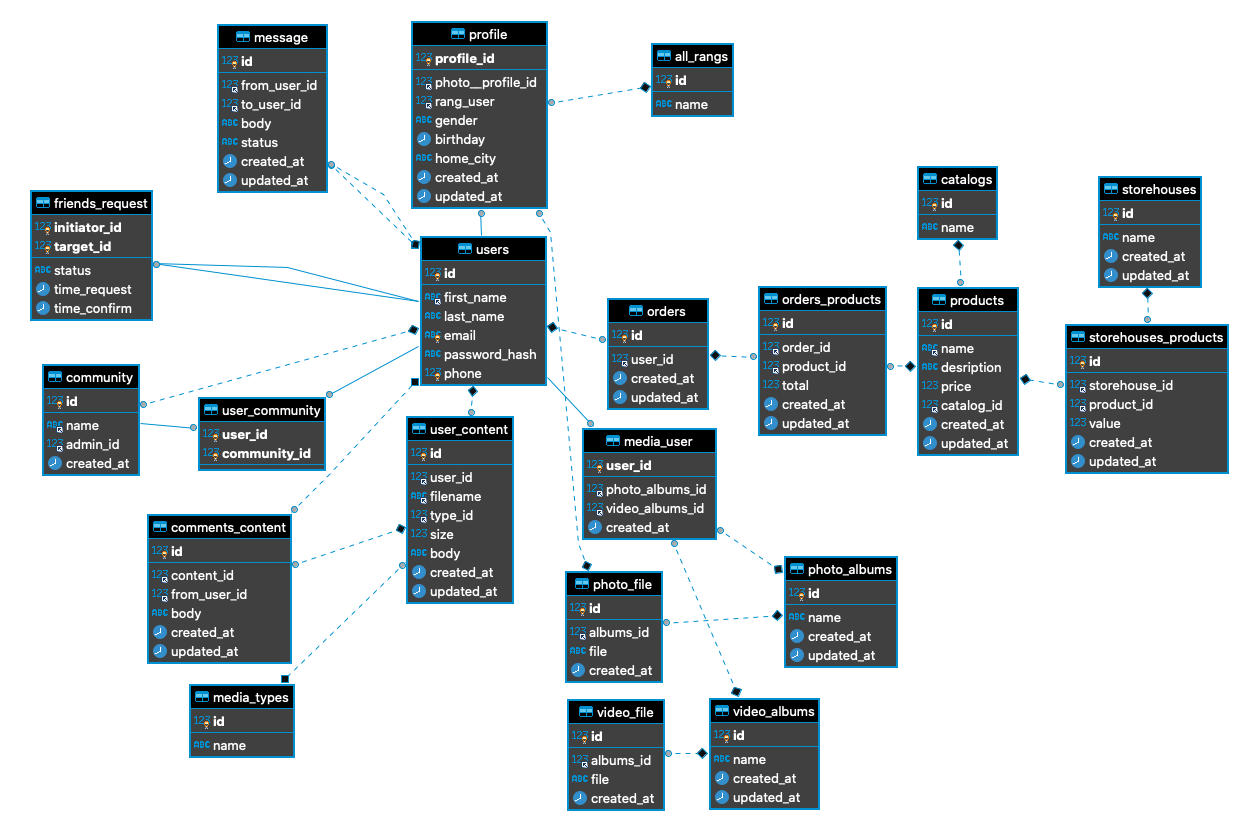 message
id
from_user_id
to_user_id
body
status
created_at
updated_at
profile
profile_id
photo__profile_id
rang_user
gender
birthday
home_city
created_at
updated_at
all_rangs
id
name
friends_request
initiator_id
target_id
status
time_request
time_confirm
users
id
first_name
last_name
email
password_hash
phone
catalogs
id
name
storehouses
id
name
created_at
updated_at
orders
id
user_id
created_at
updated_at
orders_products
id
order_id
product_id
total
created_at
updated_at
products
id
name
desription
price
catalog_id
created_at
updated_at
storehouses_products
id
storehouse_id
product_id
value
created_at
updated_at
community
id
name
admin_id
created_at
user_community
user_id
community_id
user_content
id
user_id
filename
type_id
size
body
created_at
updated_at
media_user
user_id
photo_albums_id
video_albums_id
created_at
comments_content
id
content_id
from_user_id
body
created_at
updated_at
photo_file
id
albums_id
file
created_at
photo_albums
id
name
created_at
updated_at
media_types
id
name
video_file
id
albums_id
file
created_at
video_albums
id
name
created_at
updated_at